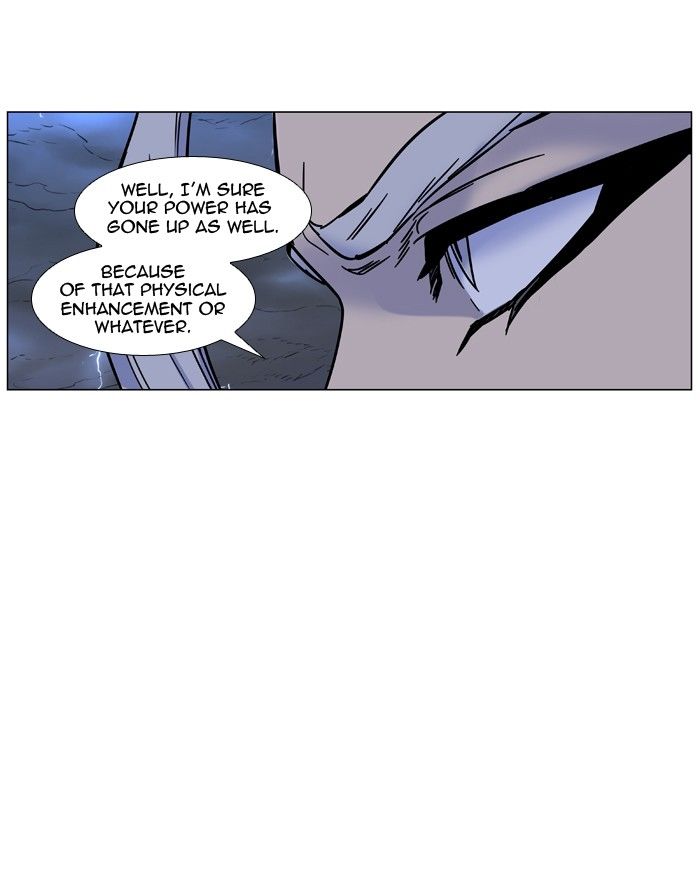 WELL, I'M SURE
YOUR POWER HAS
GONE UP AS WELL.
BECAUSE
OF THAT PHYSICAL
ENHANCEMENT OR
WHATEVER.